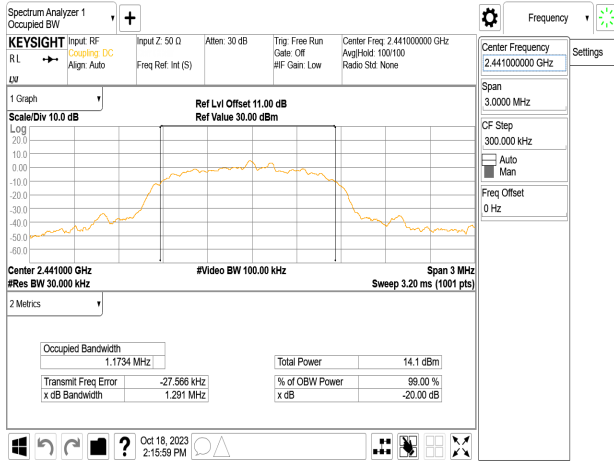 Spectrum Analyzer 1
Occupied BW
Frequency
KEYSIGHT
Input: RF
Input Z: 50 Ω
Atten: 30 dB
Trig: Free Run
Center Freq: 2.441000000 GHz
RL
Coupling: DC
Gate: Off
Avg|Hold: 100/100
Align: Auto
Freq Ref: Int (S)
#IF Gain: Low
Radio Std: None
Center Frequency
2.441000000 GHz
Settings
Span
3.0000 MHz
CF Step
300.000 kHz
Auto
Man
Freq Offset
0 Hz
1 Graph
Ref Lvl Offset 11.00 dB
Scale/Div 10.0 dB
Ref Value 30.00 dBm
Log
20.0
10.0
0.00
-10.0
-20.0
-30.0
-40.0
-50.0
-60.0
Center 2.441000 GHz
#Video BW 100.00 kHz
Span 3 MHz
#Res BW 30.000 kHz
Sweep 3.20 ms (1001 pts)
2 Metrics
Occupied Bandwidth
1.1734 MHz
Total Power
14.1 dBm
Transmit Freq Error
-27.566 kHz
% of OBW Power
99.00 %
x dB Bandwidth
1.291 MHz
x dB
-20.00 dB
?
Oct 18, 2023
2:15:59 PM